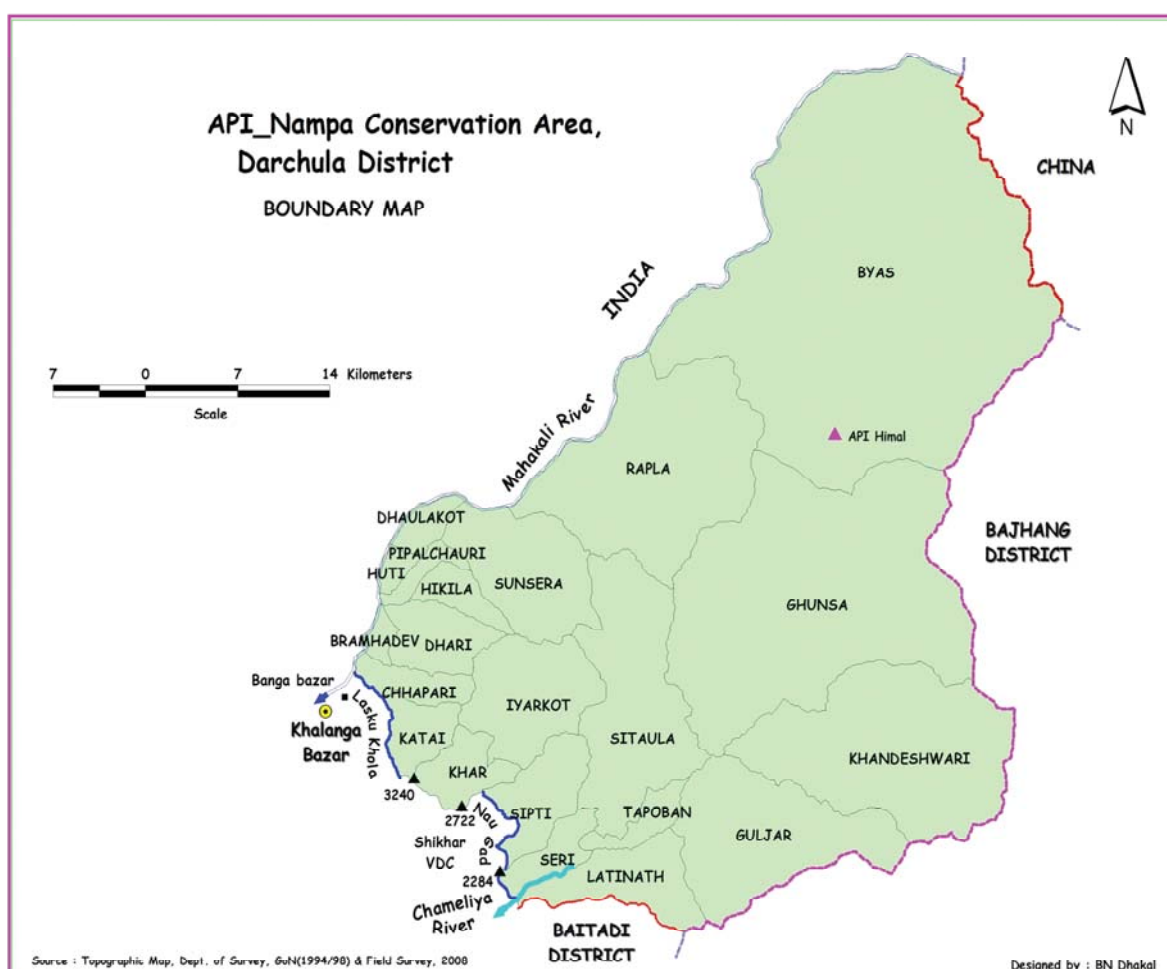 API_Nampa Conservation Area,
Darchula District
BOUNDARY MAP
N
CHINA
INDIA
BYAS
7 0 7 14 Kilometers
Scale
Mahakali River
API Himal
RAPLA
DHAULAKOT
PIPALCHAURI
HUTI
HIKILA
SUNSERA
BAJHANG
DISTRICT
GHUNSA
BRAMHADEV
DHARI
Banga bazar
CHHAPARI
IYARKOT
Khalanga
Bazar
Lasku Khola
KATAI
SITAULA
KHANDESHWARI
KHAR
3240
2722
Nau Gad
SIPTI
TAPOBAN
GULJAR
Shikhar
VDC
SERI
2284
LATINATH
Chameliya
River
BAITADI
DISTRICT
Source : Topographic Map, Dept. of Survey, GoN(1994/98) & Field Survey, 2008
Designed by : BN Dhakal